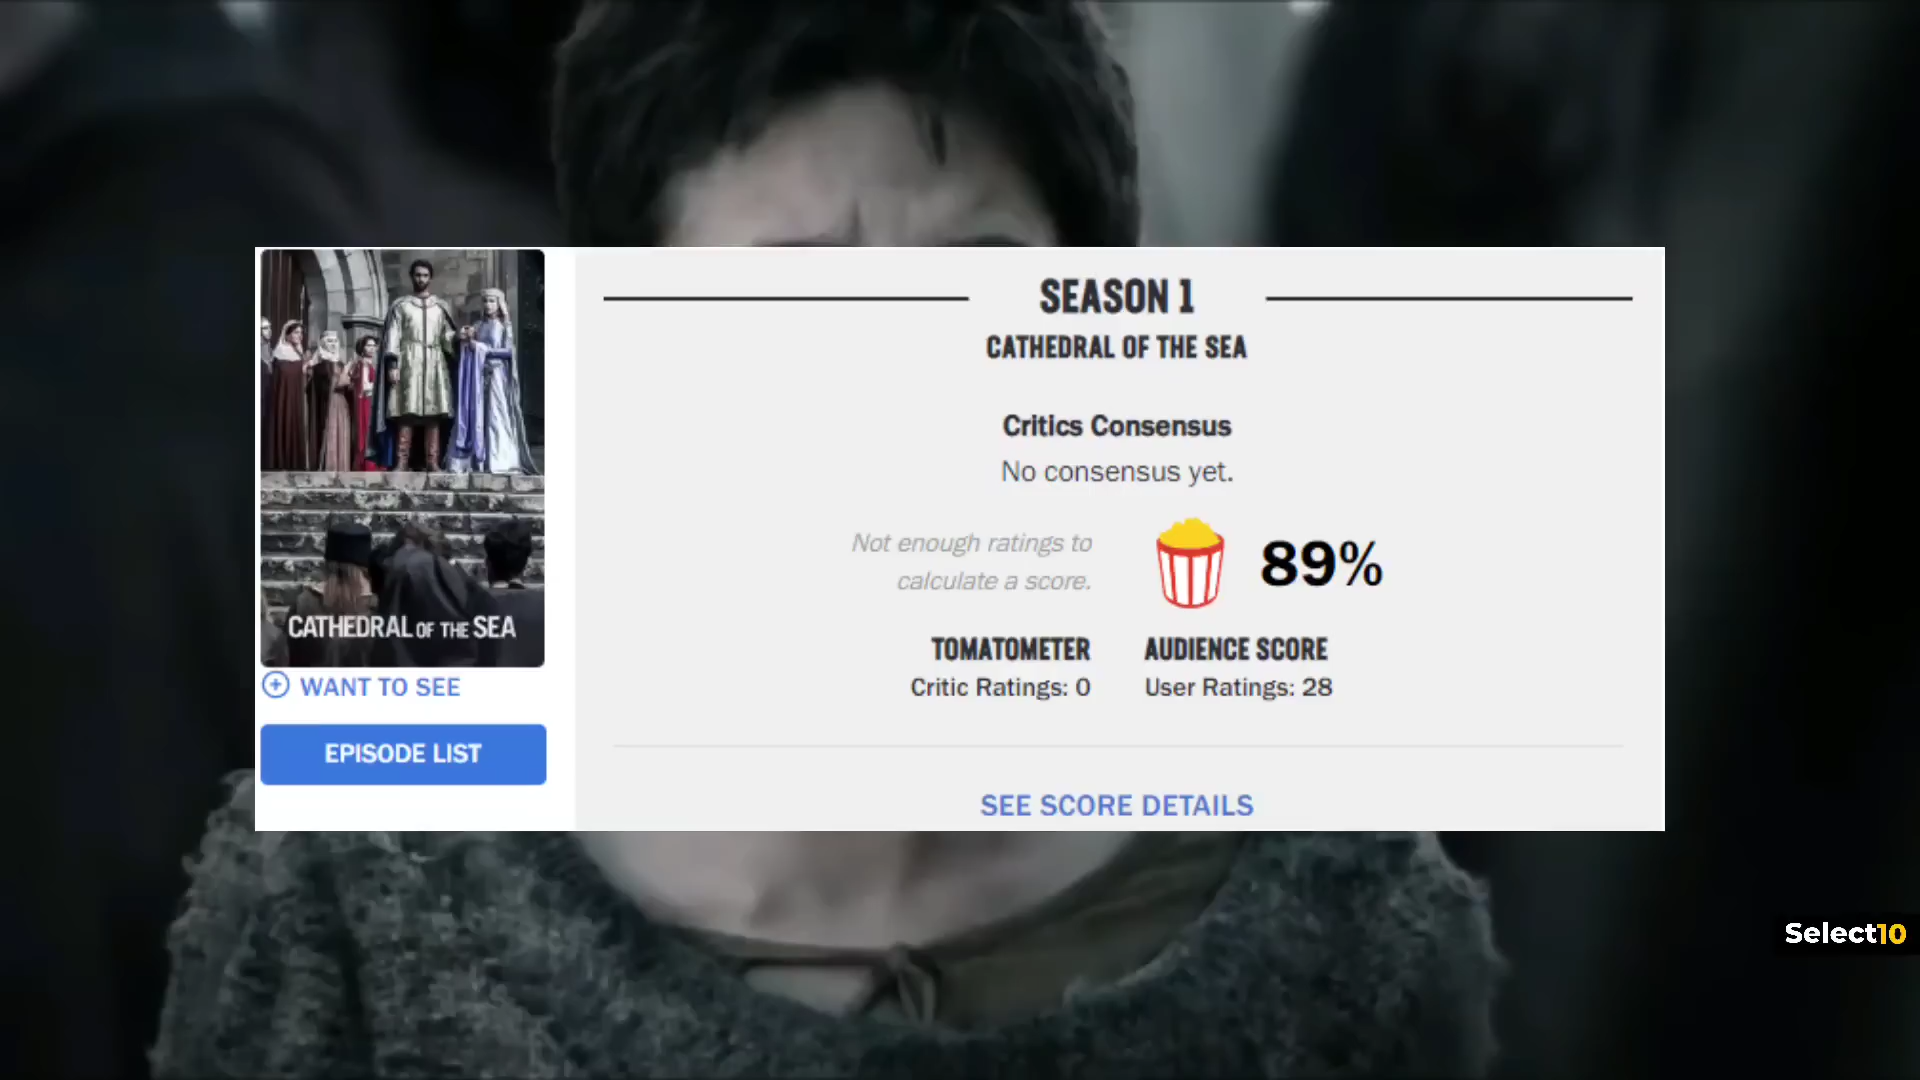 SEASON 1
CATHEDRAL OF THE SEA
Critics Consensus
No consensus yet.
Not enough ratings to
calculate a score.
89%
TOMATOMETER
AUDIENCE SCORE
Critic Ratings: 0
User Ratings: 28
SEE SCORE DETAILS
CATHEDRAL OF THE SEA
WANT TO SEE
EPISODE LIST
Select10